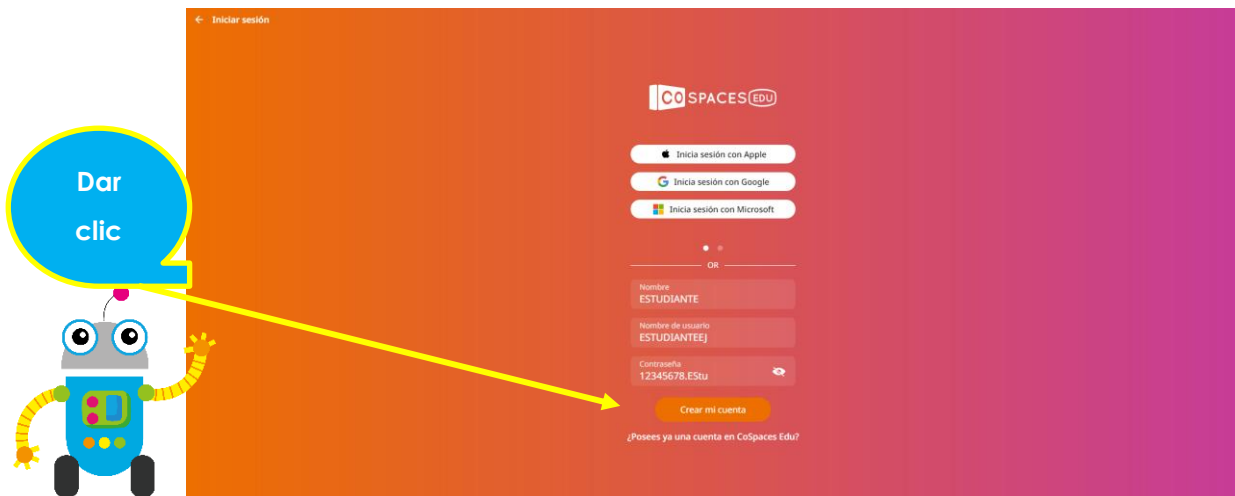 ← Iniciar sesión
CO SPACES EDU
Dar
clic
Inicia sesión con Apple
Inicia sesión con Google
Inicia sesión con Microsoft
OR
Nombre
ESTUDIANTE
Nombre de usuario
ESTUDIANTEEJ
Contraseña
12345678.EStu
Crear mi cuenta
¿Posees ya una cuenta en CoSpaces Edu?